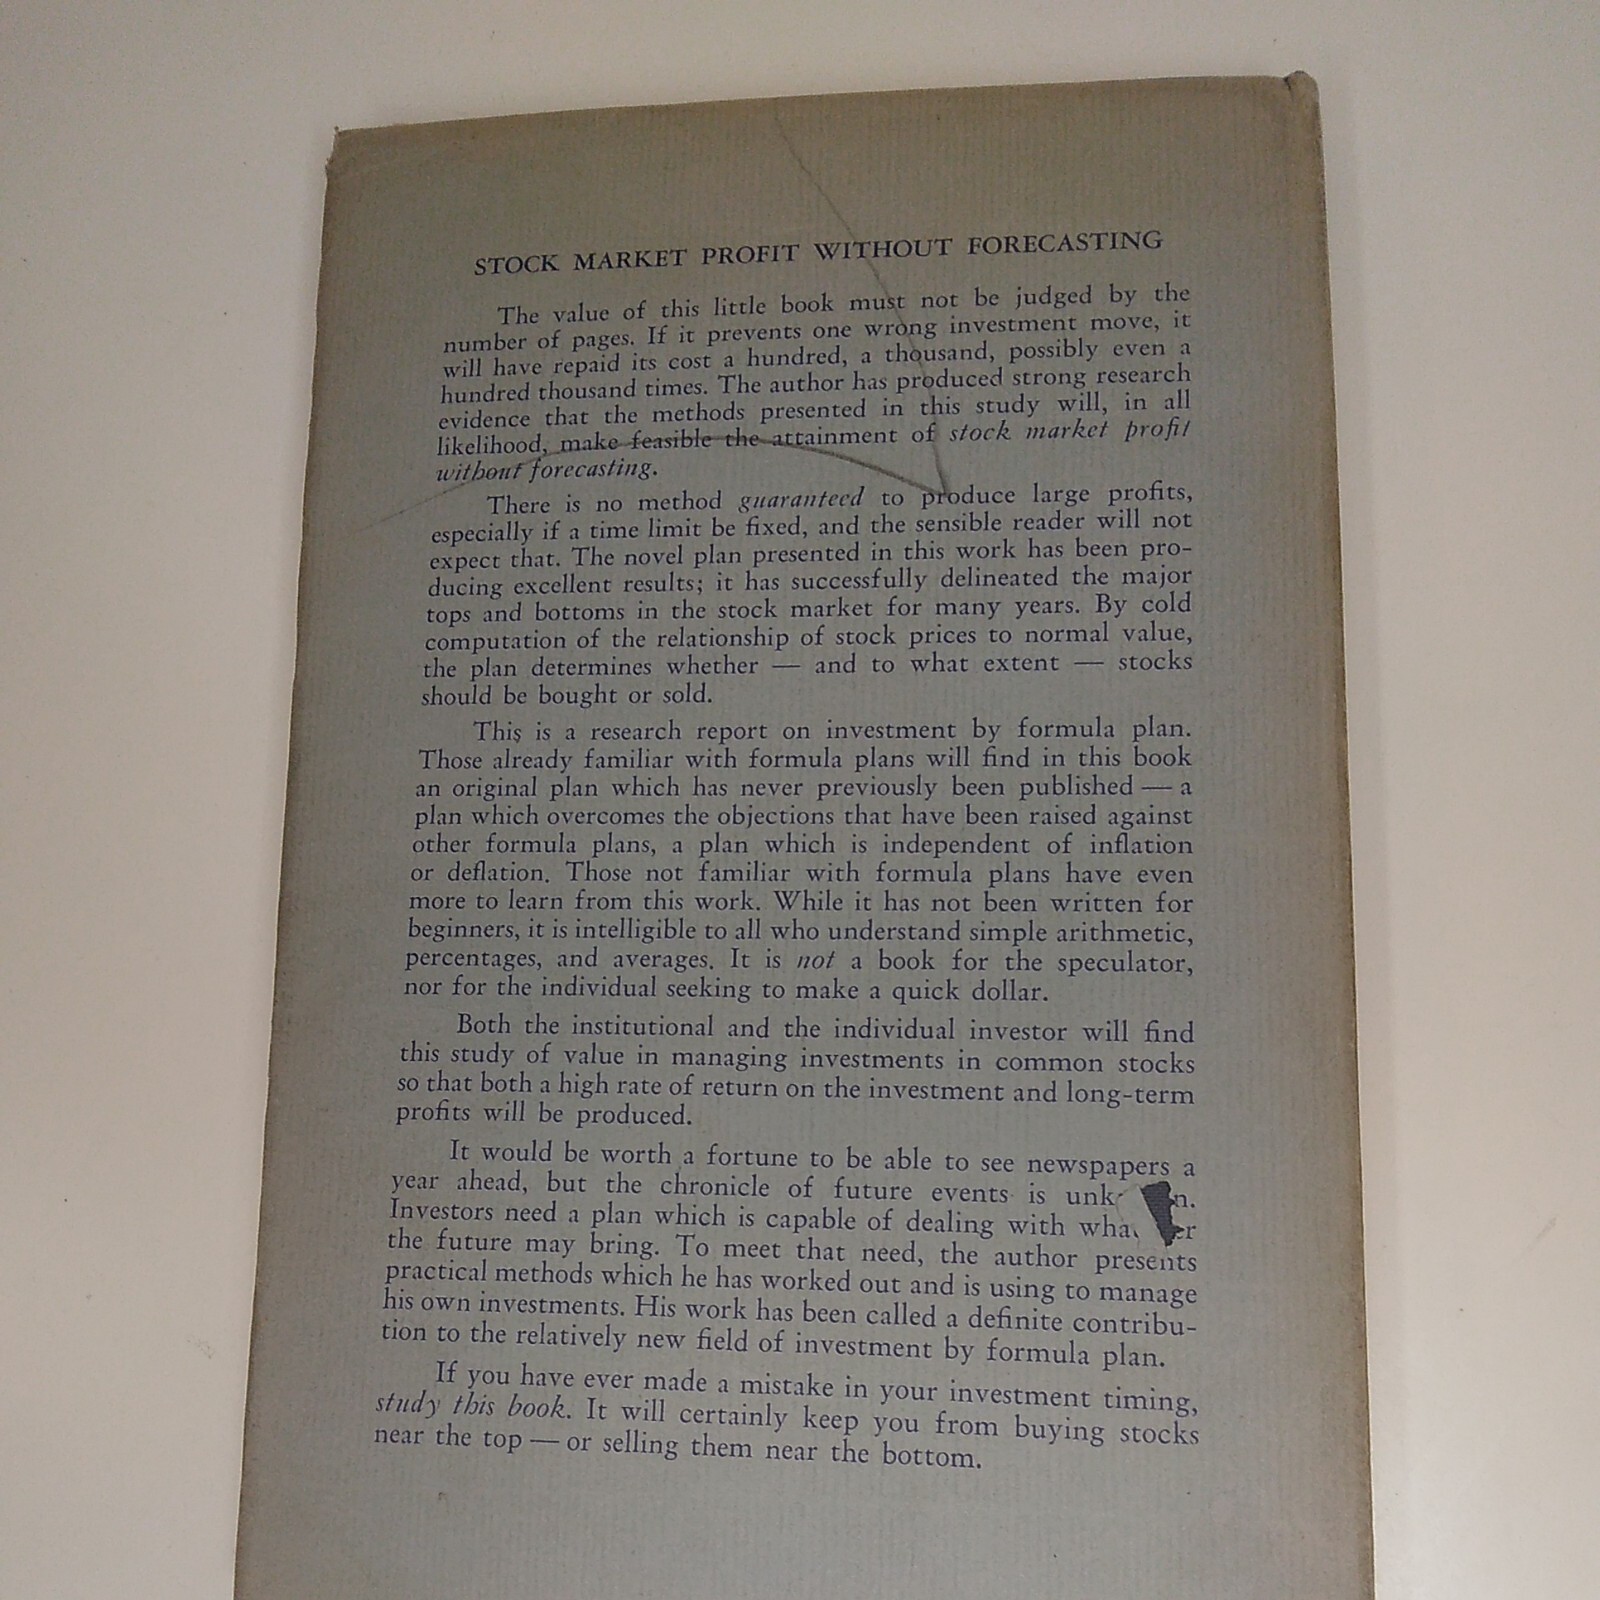 STOCK MARKET PROFIT WITHOUT FORECASTING
The value of this little book must not be judged by the
number of pages. If it prevents one wrong investment move, it
will have repaid its cost a hundred, a thousand, possibly even a
hundred thousand times. The author has produced strong research
evidence that the methods presented in this study will, in all
likelihood, make feasible the attainment of stock market profit
without forecasting.
There is no method guaranteed to produce large profits,
especially if a time limit be fixed, and the sensible reader will not
expect that. The novel plan presented in this work has been pro-
ducing excellent results; it has successfully delineated the major
tops and bottoms in the stock market for many years. By cold
computation of the relationship of stock prices to normal value,
the plan determines whether — and to what extent — stocks
should be bought or sold.
This is a research report on investment by formula plan.
Those already familiar with formula plans will find in this book
an original plan which has never previously been published — a
plan which overcomes the objections that have been raised against
other formula plans, a plan which is independent of inflation
or deflation. Those not familiar with formula plans have even
more to learn from this work. While it has not been written for
beginners, it is intelligible to all who understand simple arithmetic,
percentages, and averages. It is not a book for the speculator,
nor for the individual seeking to make a quick dollar.
Both the institutional and the individual investor will find
this study of value in managing investments in common stocks
so that both a high rate of return on the investment and long-term
profits will be produced.
It would be worth a fortune to be able to see newspapers a
year ahead, but the chronicle of future events is
Investors need a plan which is capable of dealing with
the future may bring. To meet that need, the author presents
practical methods which he has worked out and is using to manage
his own investments. His work has been called a definite contribu-
tion to the relatively new field of investment by formula plan.
If you have ever made a mistake in your investment timing,
study this book. It will certainly keep you from buying stocks
near the top — or selling them near the bottom.